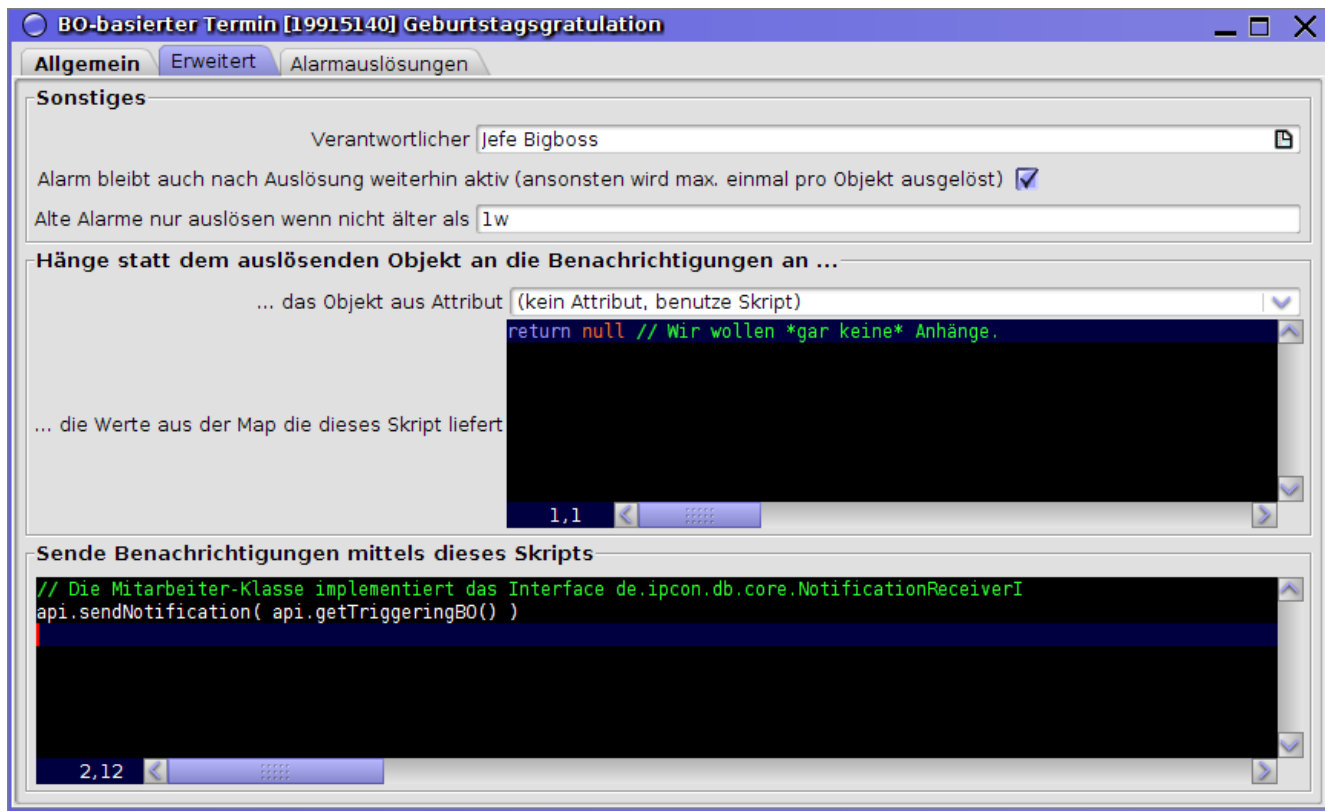 BO-basierter Termin [19915140] Geburtstagsgratulation
Allgemein Erweitert Alarmauslösungen
Sonstiges
Verantwortlicher Jefe Bigboss
Alarm bleibt auch nach Auslösung weiterhin aktiv (ansonsten wird max. einmal pro Objekt ausgelöst)
Alte Alarme nur auslösen wenn nicht älter als 1w
Hänge statt dem auslösenden Objekt an die Benachrichtigungen an ...
... das Objekt aus Attribut (kein Attribut, benutze Skript)
return null // Wir wollen *gar keine* Anhänge.
... die Werte aus der Map die dieses Skript liefert
1,1
Sende Benachrichtigungen mittels dieses Skripts
// Die Mitarbeiter-Klasse implementiert das Interface de.ipcon.db.core.NotificationReceiverI
api.sendNotification( api.getTriggeringBO() )
2,12